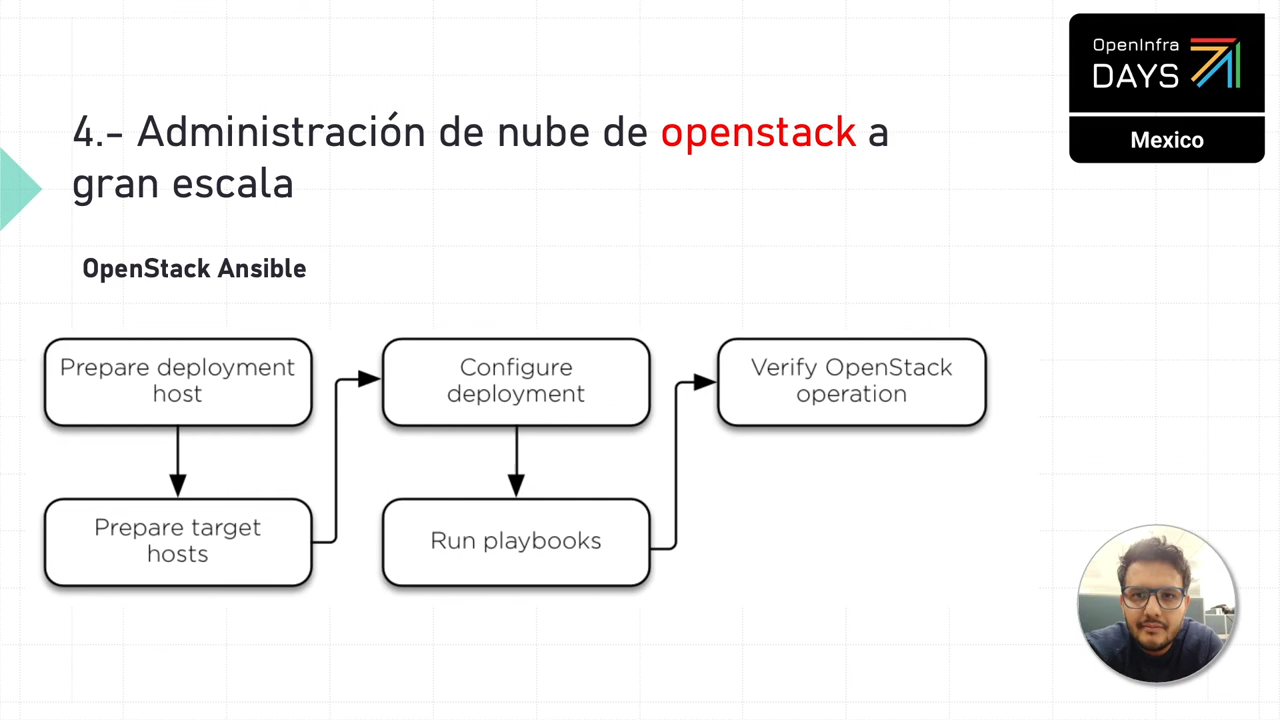 OpenInfra
DAYS
Mexico
4.- Administración de nube de openstack a
gran escala
OpenStack Ansible
Prepare deployment
host
Prepare target
hosts
Configure
deployment
Run playbooks
Verify OpenStack
operation